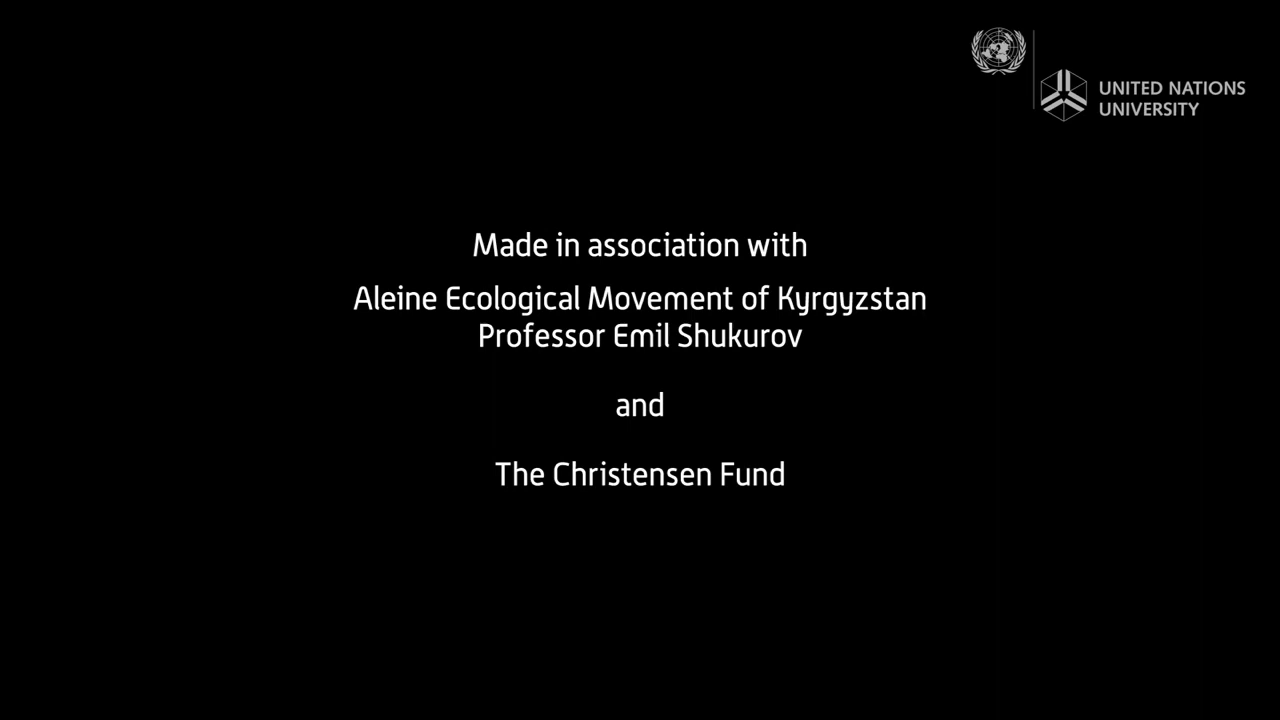 UNITED NATIONS
UNIVERSITY
Made in association with
Aleine Ecological Movement of Kyrgyzstan
Professor Emil Shukurov
and
The Christensen Fund